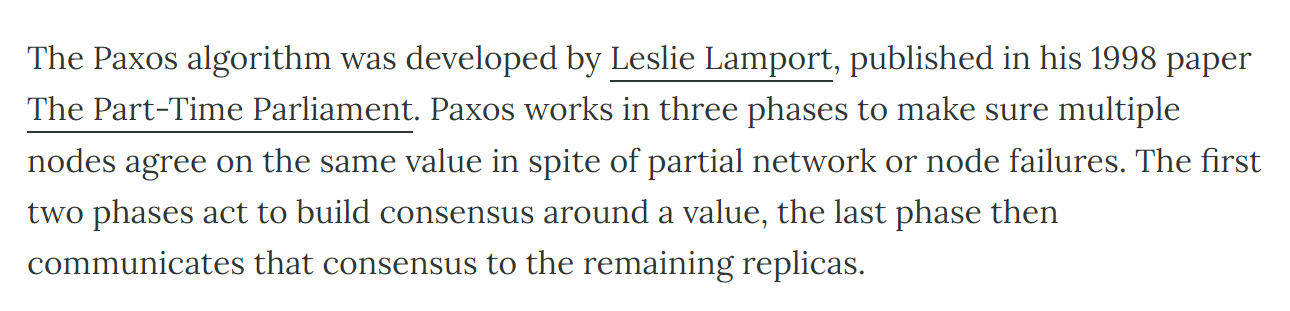 The Paxos algorithm was developed by Leslie Lamport, published in his 1998 paper
The Part-Time Parliament. Paxos works in three phases to make sure multiple
nodes agree on the same value in spite of partial network or node failures. The first
two phases act to build consensus around a value, the last phase then
communicates that consensus to the remaining replicas.